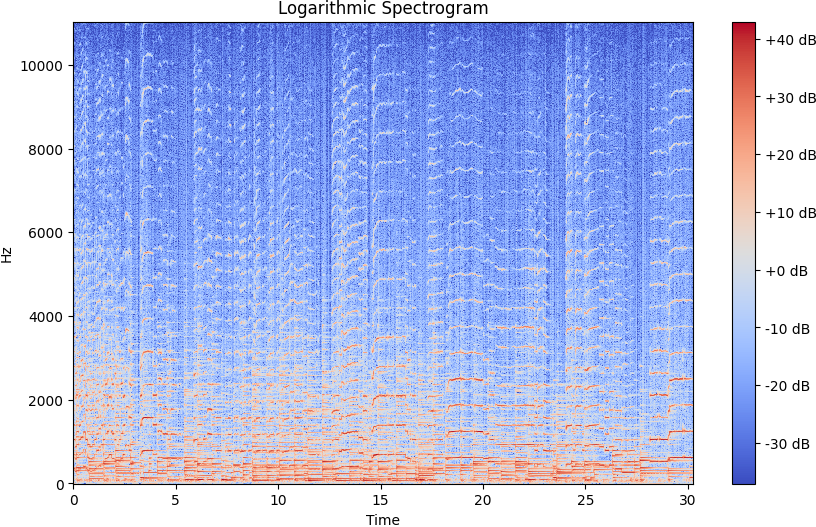 Logarithmic Spectrogram
Hz
10000
8000
6000
4000
2000
0
0 5 10 15 20 25 30
Time
+40 dB
+30 dB
+20 dB
+10 dB
+0 dB
-10 dB
-20 dB
-30 dB